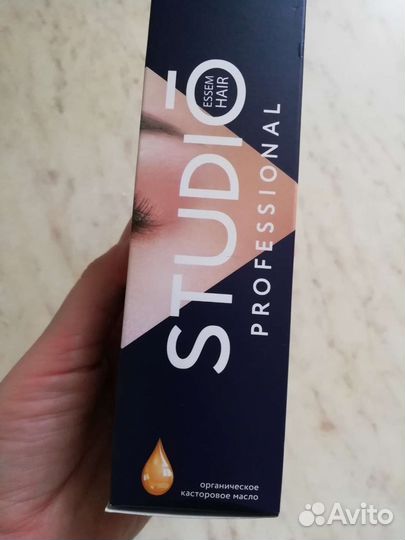 STUDIO
ESSEM
HAIR
PROFESSIONAL
органическое
касторовое масло
Avito